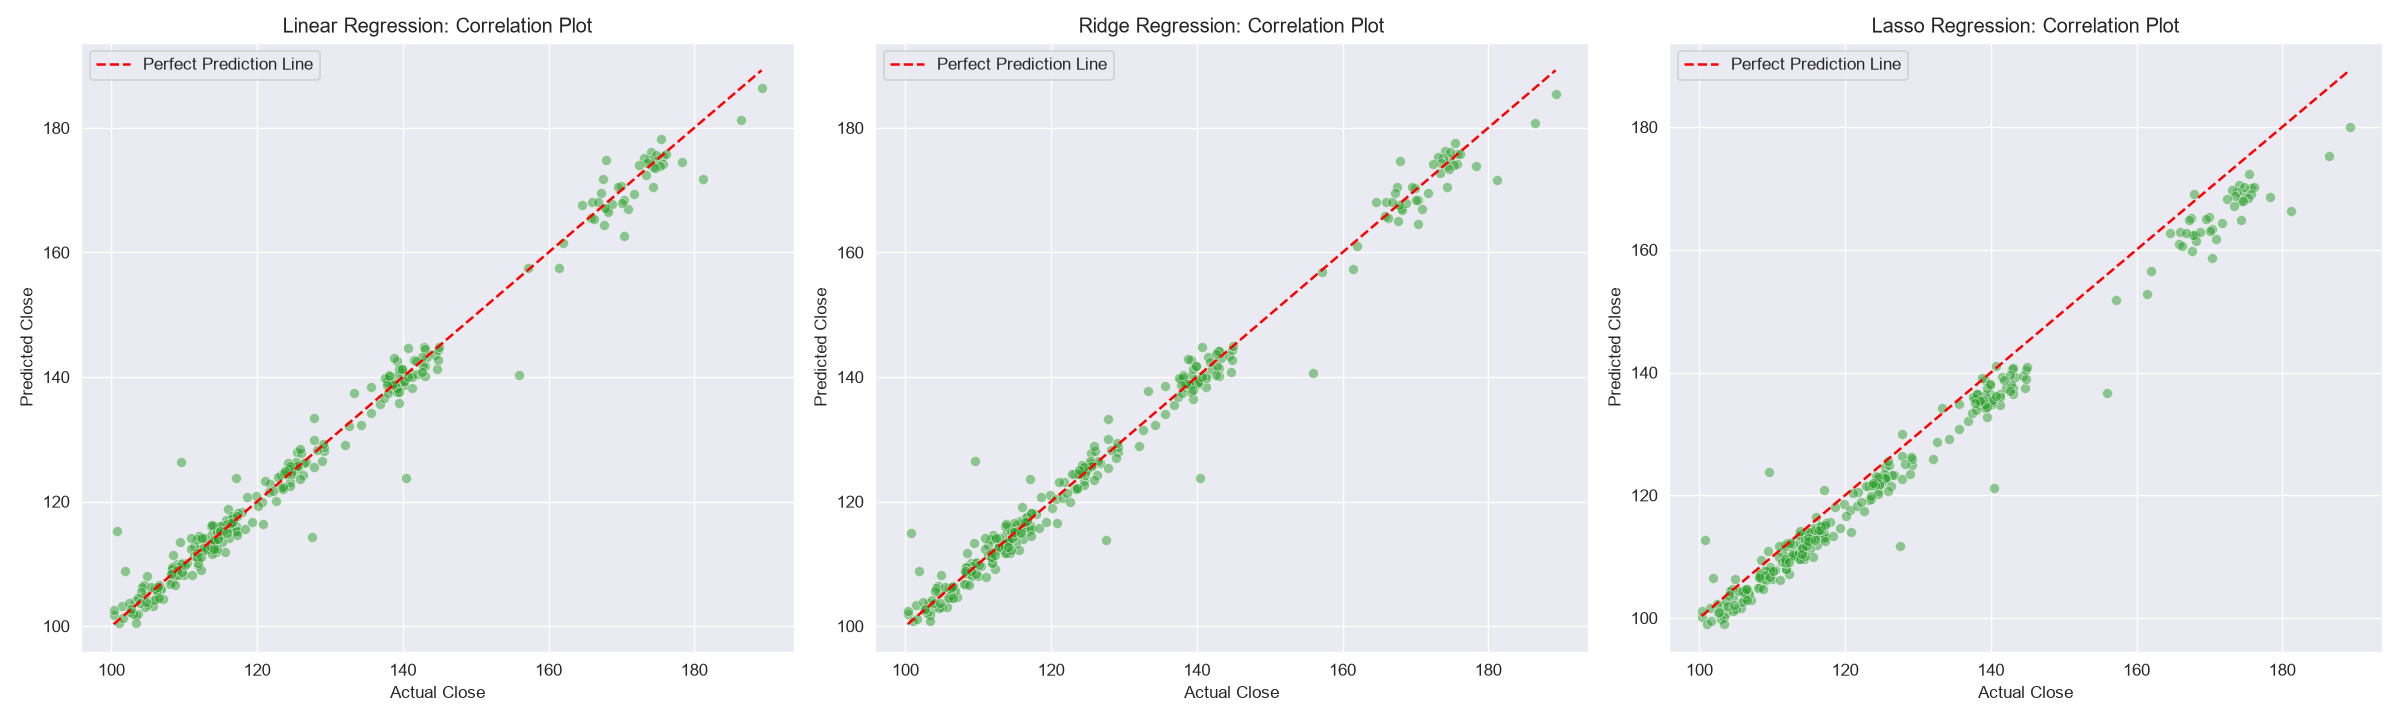 Linear Regression: Correlation Plot
Perfect Prediction Line
Predicted Close
180
160
140
120
100
100 120 140 160 180
Actual Close
Ridge Regression: Correlation Plot
Perfect Prediction Line
Predicted Close
180
160
140
120
100
100 120 140 160 180
Actual Close
Lasso Regression: Correlation Plot
Perfect Prediction Line
Predicted Close
180
160
140
120
100
100 120 140 160 180
Actual Close